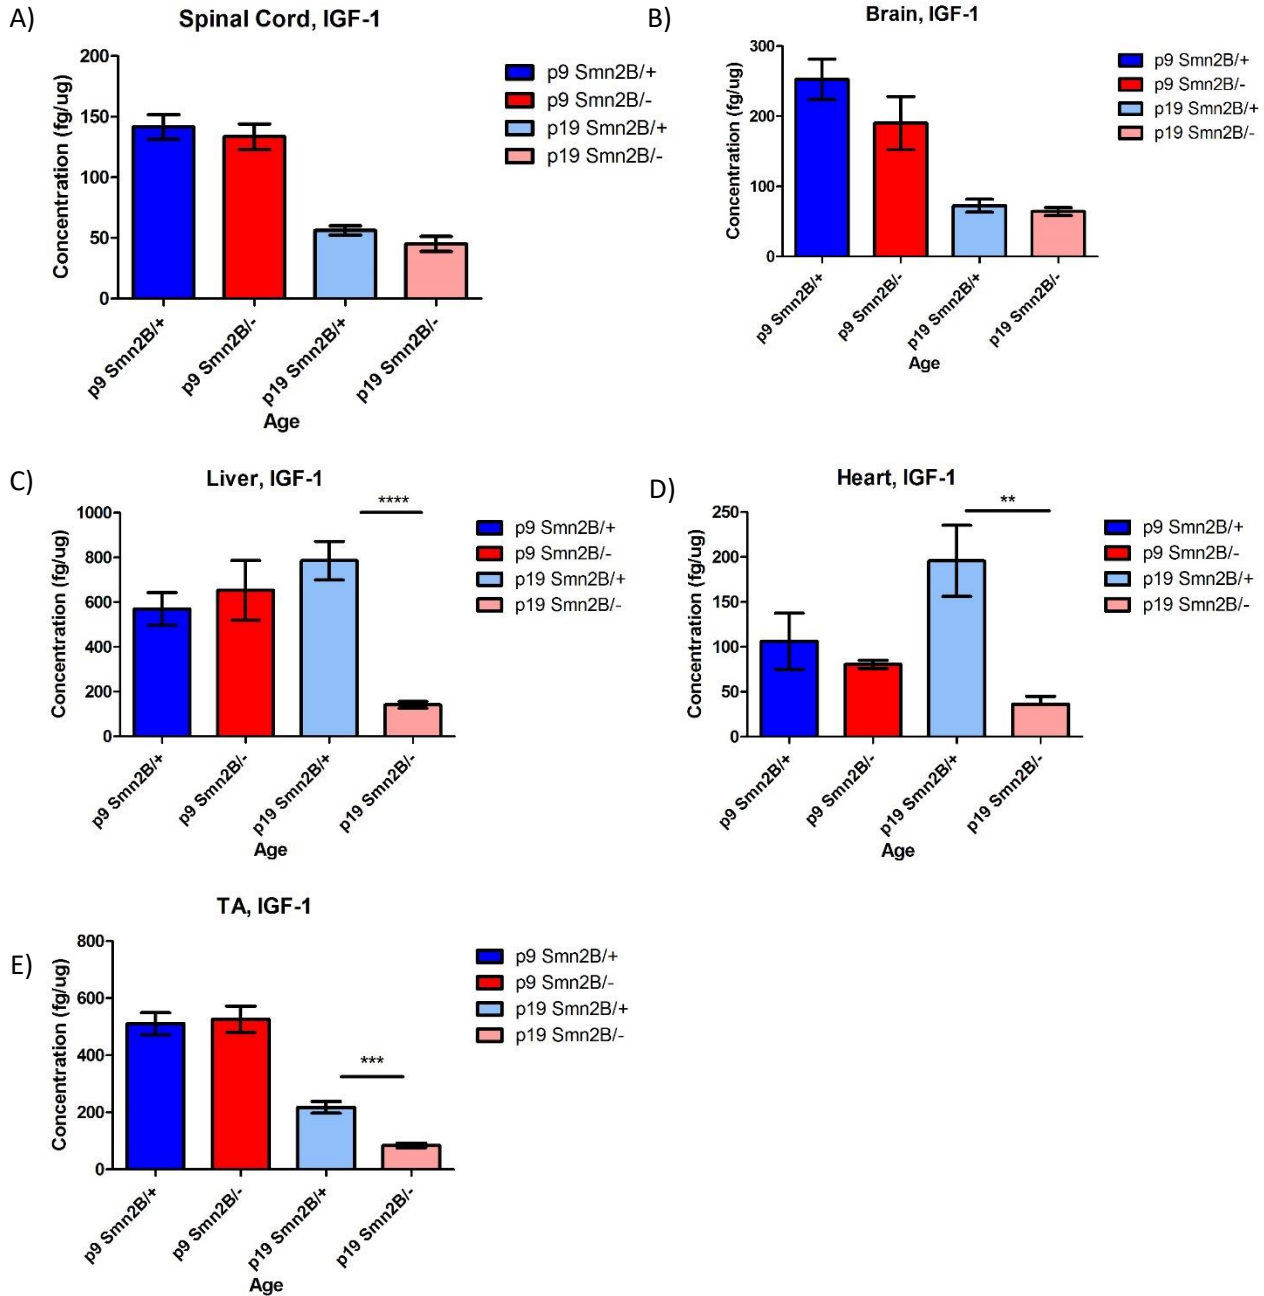 A)
Spinal Cord, IGF-1
Concentration (fg/ug)
200
150
100
50
0
p9 Smn2B/+
p9 Smn2B/-
p19 Smn2B/+
p19 Smn2B/-
Age
p9 Smn2B/+
p9 Smn2B/-
p19 Smn2B/+
p19 Smn2B/-
B)
Brain, IGF-1
Concentration (fg/ug)
300
200
100
0
p9 Smn2B/+
p9 Smn2B/-
p19 Smn2B/+
p19 Smn2B/-
Age
p9 Smn2B/+
p9 Smn2B/-
p19 Smn2B/+
p19 Smn2B/-
C)
Liver, IGF-1
Concentration (fg/ug)
1000
800
600
400
200
0
****
p9 Smn2B/+
p9 Smn2B/-
p19 Smn2B/+
p19 Smn2B/-
Age
p9 Smn2B/+
p9 Smn2B/-
p19 Smn2B/+
p19 Smn2B/-
D)
Heart, IGF-1
Concentration (fg/ug)
250
200
150
100
50
0
**
p9 Smn2B/+
p9 Smn2B/-
p19 Smn2B/+
p19 Smn2B/-
Age
p9 Smn2B/+
p9 Smn2B/-
p19 Smn2B/+
p19 Smn2B/-
E)
TA, IGF-1
Concentration (fg/ug)
800
600
400
200
0
***
p9 Smn2B/+
p9 Smn2B/-
p19 Smn2B/+
p19 Smn2B/-
Age
p9 Smn2B/+
p9 Smn2B/-
p19 Smn2B/+
p19 Smn2B/-